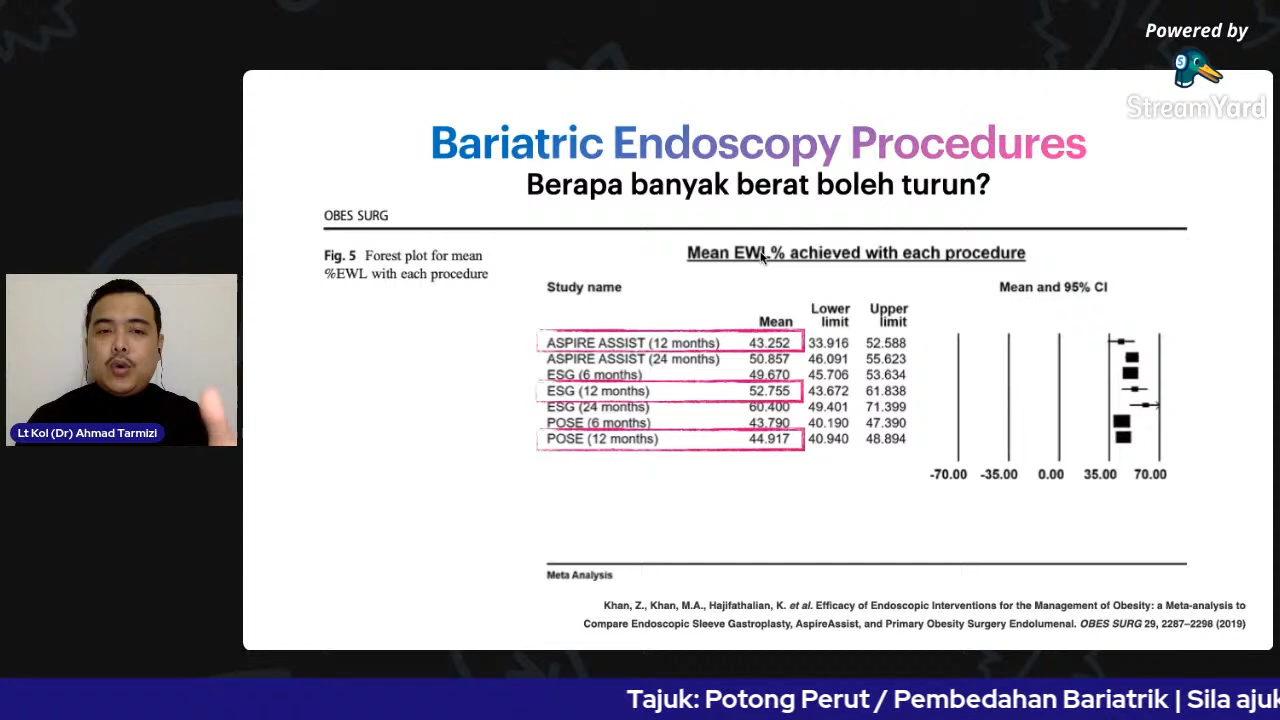 Powered by
StreamYard
Bariatric Endoscopy Procedures
Berapa banyak berat boleh turun?
OBES SURG
Fig. 5 Forest plot for mean
%EWL with each procedure
Mean EWL% achieved with each procedure
Study name
Mean and 95% CI
Mean
Lower limit
Upper limit
ASPIRE ASSIST (12 months) 43.252 33.916 52.588
ASPIRE ASSIST (24 months) 50.857 46.091 55.623
ESG (6 months) 49.670 45.706 53.634
ESG (12 months) 52.755 43.672 61.838
ESG (24 months) 60.400 49.401 71.399
POSE (6 months) 43.790 40.190 47.390
POSE (12 months) 44.917 40.940 48.894
-70.00 -35.00 0.00 35.00 70.00
Meta Analysis
Khan, Z., Khan, M.A., Hajifathalian, K. et al. Efficacy of Endoscopic Interventions for the Management of Obesity: a Meta-analysis to
Compare Endoscopic Sleeve Gastroplasty, AspireAssist, and Primary Obesity Surgery Endolumenal. OBES SURG 29, 2287–2298 (2019)
Lt Kol (Dr) Ahmad Tarmizi
Tajuk: Potong Perut / Pembedahan Bariatrik | Sila ajuk